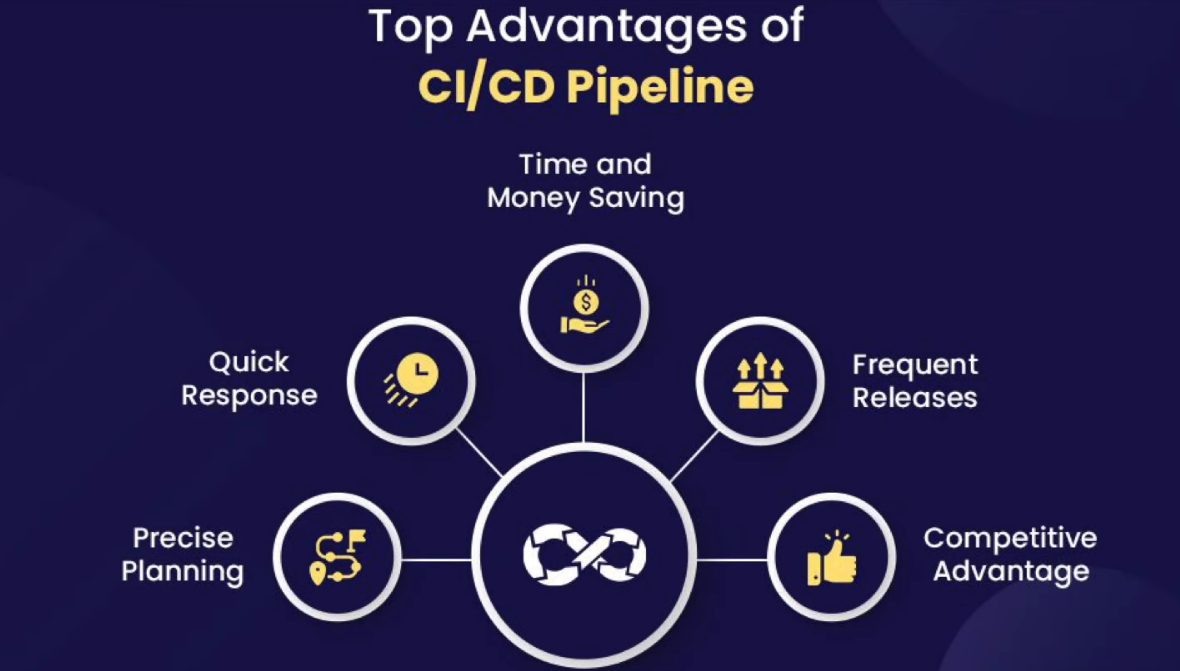 Top Advantages of
CI/CD Pipeline
Time and
Money Saving
Quick
Response
Frequent
Releases
Precise
Planning
Competitive
Advantage
$